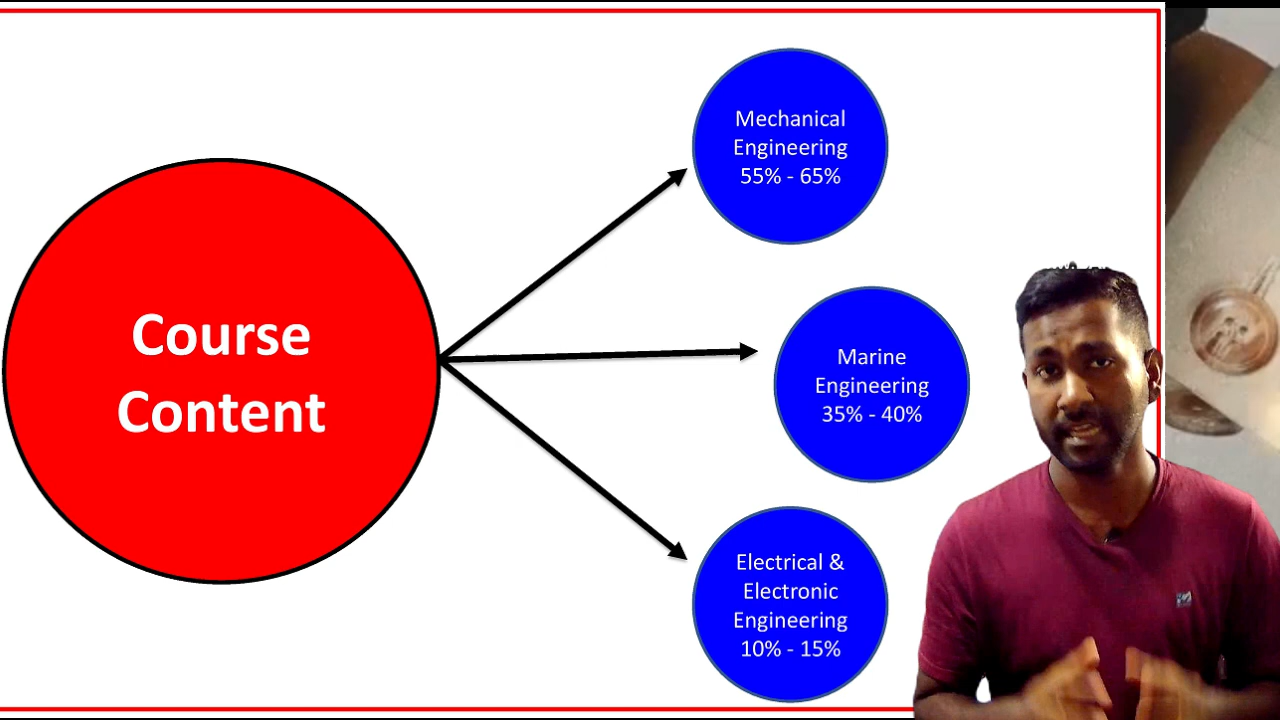 Course
Content
Mechanical
Engineering
55% - 65%
Marine
Engineering
35% - 40%
Electrical &
Electronic
Engineering
10% - 15%